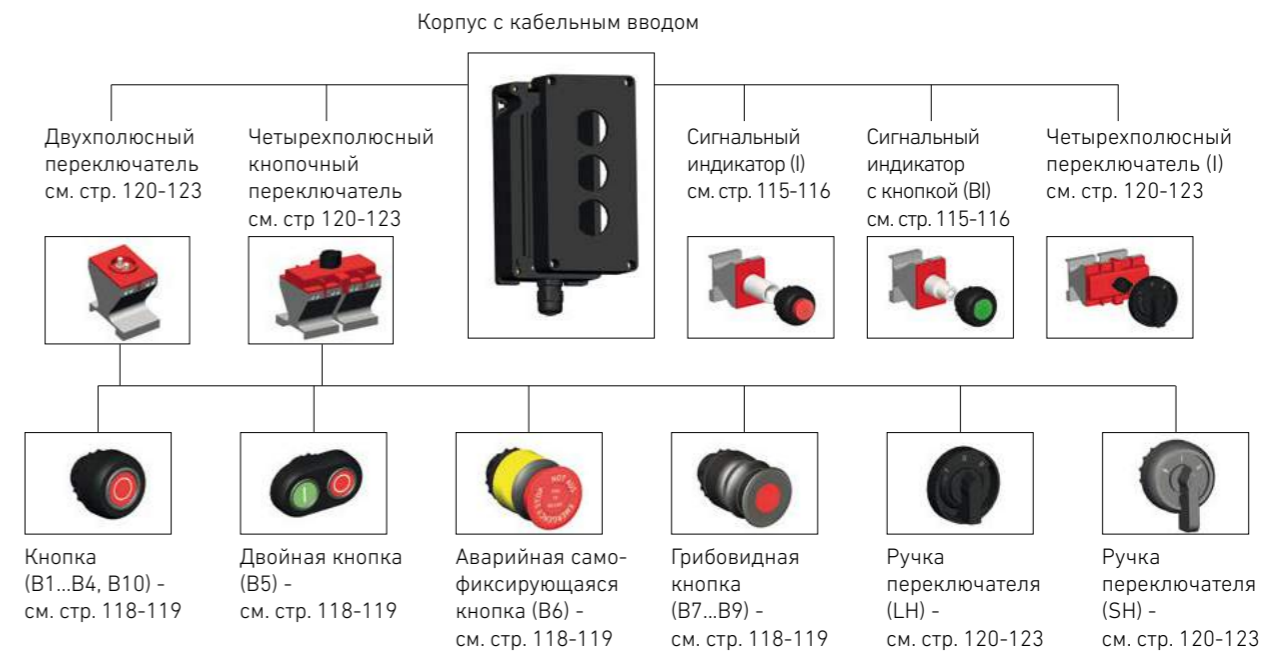 Корпус с кабельным вводом
Двухполюсный
переключатель
см. стр. 120-123
Четырехполюсный
кнопочный
переключатель
см. стр 120-123
Сигнальный
индикатор (I)
см. стр. 115-116
Сигнальный
индикатор
с кнопкой (BI)
см. стр. 115-116
Четырехполюсный
переключатель (I)
см. стр. 120-123
Кнопка
(B1...B4, B10) -
см. стр. 118-119
Двойная кнопка
(B5) -
см. стр. 118-119
Аварийная само-
фиксирующаяся
кнопка (B6) -
см. стр. 118-119
Грибовидная
кнопка
(B7...B9) -
см. стр. 118-119
Ручка
переключателя
(LH) -
см. стр. 120-123
Ручка
переключателя
(SH) -
см. стр. 120-123
NOT AUS
EMERGENCY STOP